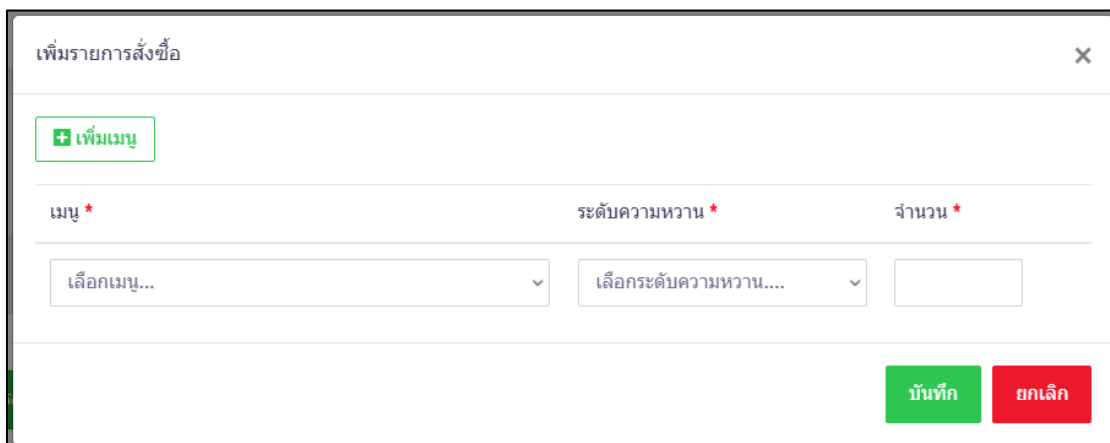 เพิ่มรายการสั่งซื้อ
เพิ่มเมนู
เมนู * ระดับความหวาน * จำนวน *
เลือกเมนู... เลือกระดับความหวาน....
บันทึก ยกเลิก